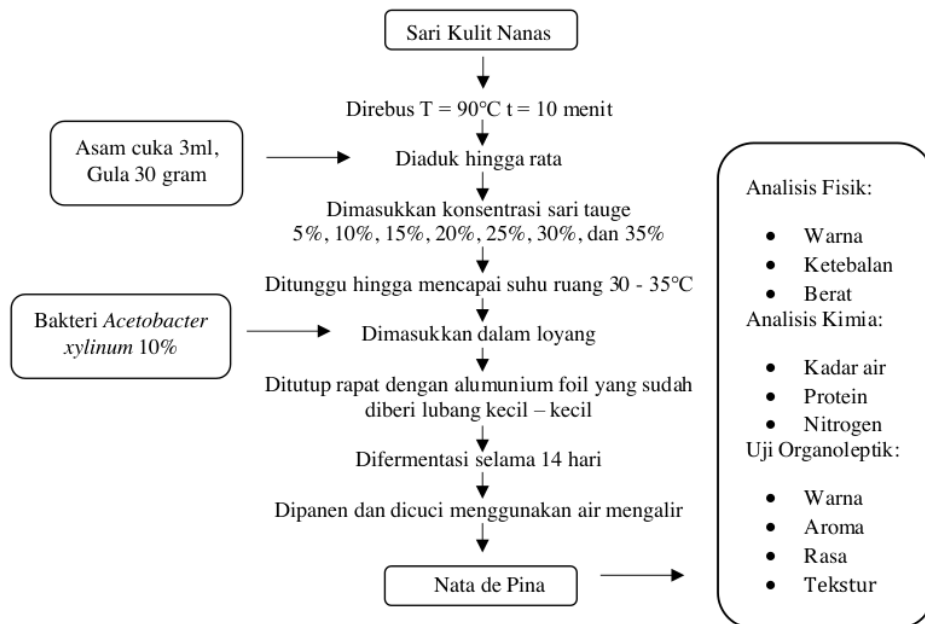 Sari Kulit Nanas
Direbus T = 90°C t = 10 menit
Asam cuka 3ml,
Gula 30 gram
Diaduk hingga rata
Dimasukkan konsentrasi sari tauge
5%, 10%, 15%, 20%, 25%, 30%, dan 35%
Ditunggu hingga mencapai suhu ruang 30 - 35°C
Bakteri Acetobacter
xylinum 10%
Dimasukkan dalam loyang
Ditutup rapat dengan alumunium foil yang sudah
diberi lubang kecil – kecil
Difermentasi selama 14 hari
Dipanen dan dicuci menggunakan air mengalir
Nata de Pina
Analisis Fisik:
• Warna
• Ketebalan
• Berat
Analisis Kimia:
• Kadar air
• Protein
• Nitrogen
Uji Organoleptik:
• Warna
• Aroma
• Rasa
• Tekstur